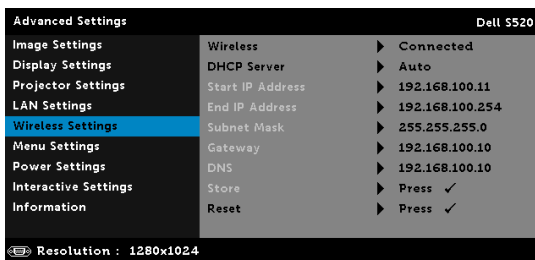 Advanced Settings Dell S520
Image Settings Wireless Connected
Display Settings DHCP Server Auto
Projector Settings Start IP Address 192.168.100.11
LAN Settings End IP Address 192.168.100.254
Wireless Settings Subnet Mask 255.255.255.0
Menu Settings Gateway 192.168.100.10
Power Settings DNS 192.168.100.10
Interactive Settings Store Press ✓
Information Reset Press ✓
Resolution : 1280x1024